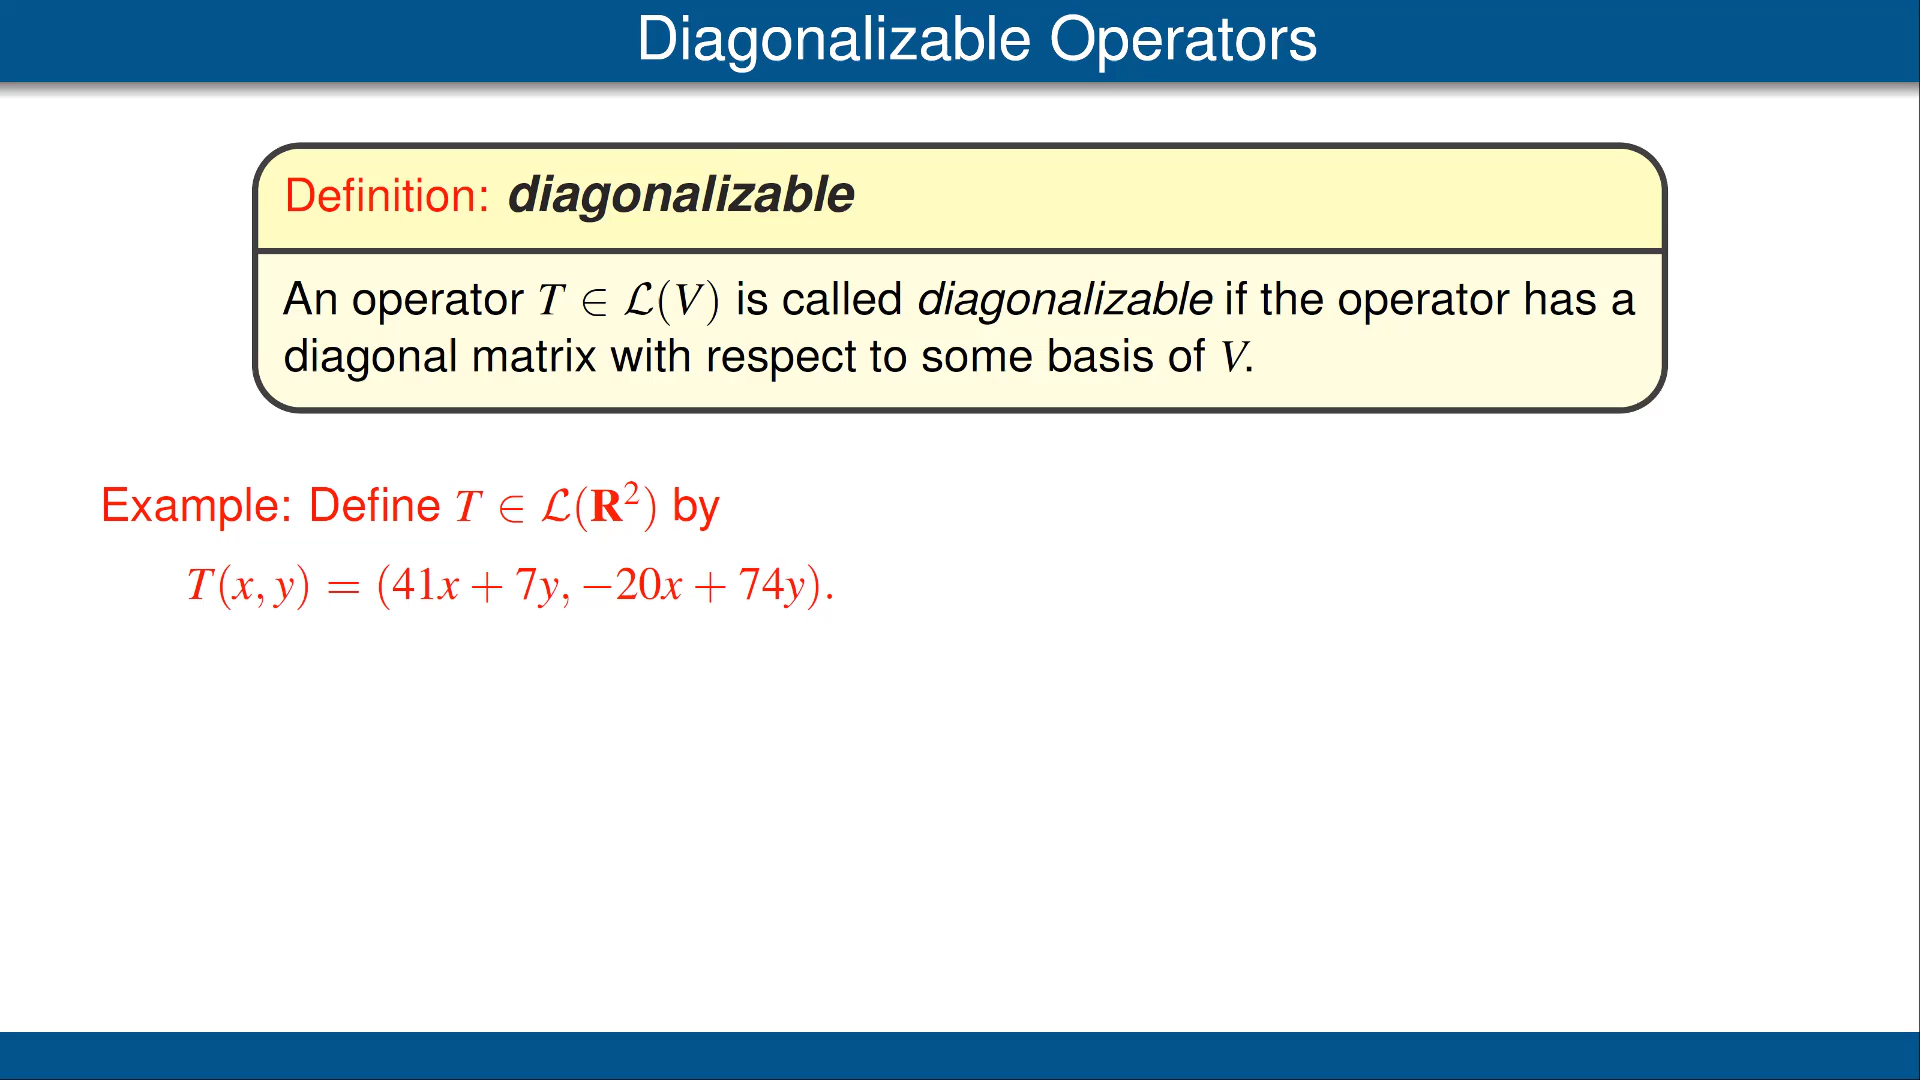 Diagonalizable Operators
Definition: diagonalizable
An operator T ∈ ℒ(V) is called diagonalizable if the operator has a
diagonal matrix with respect to some basis of V.
Example: Define T ∈ ℒ(R²) by
T(x, y) = (41x + 7y, −20x + 74y).